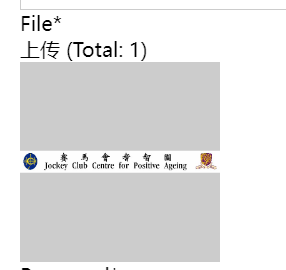 File*
上传 (Total: 1)
賽 馬 會 耆 智 園
Jockey Club Centre for Positive Ageing